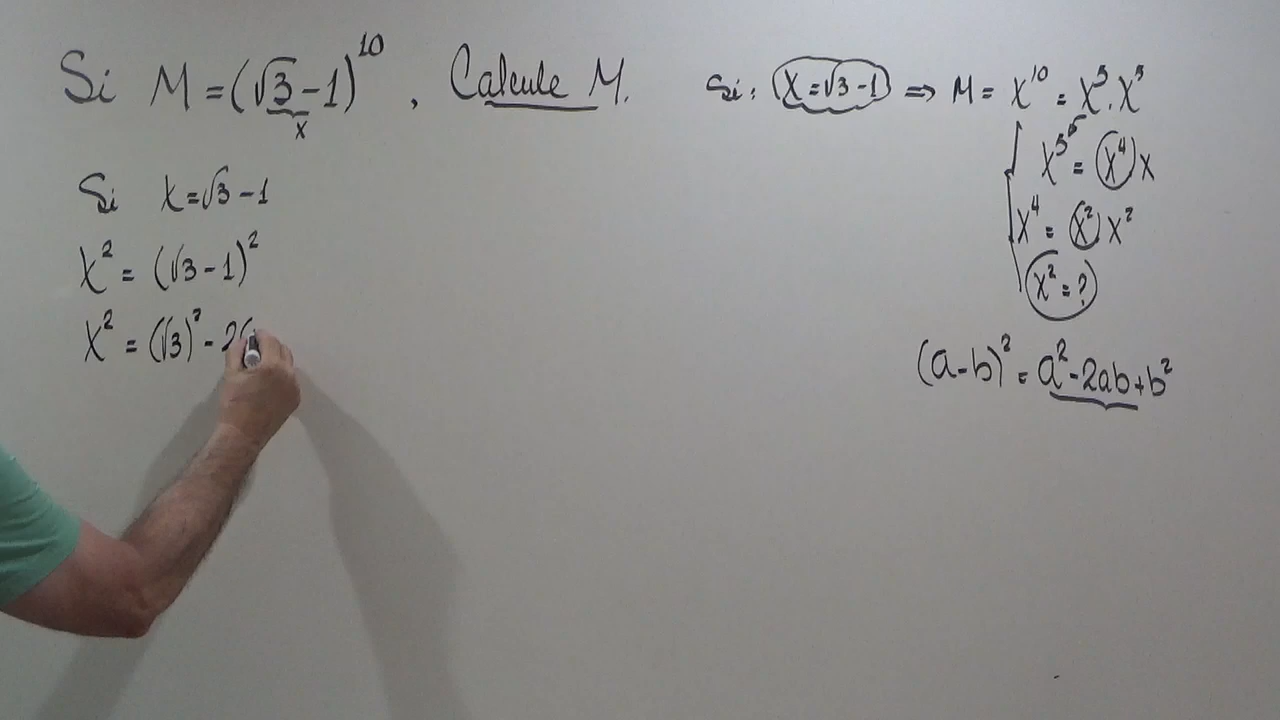 Si M = (√3 - 1)^10 , Calcule M.
x
Si x = √3 - 1
x² = (√3 - 1)²
x² = (√3)² - 2(
Si: x = √3 - 1 ⇒ M = x^10 = x^5 . x^5
x^5 = x^4 x
x^4 = x² x²
x² = ?
(a-b)² = a² - 2ab + b²